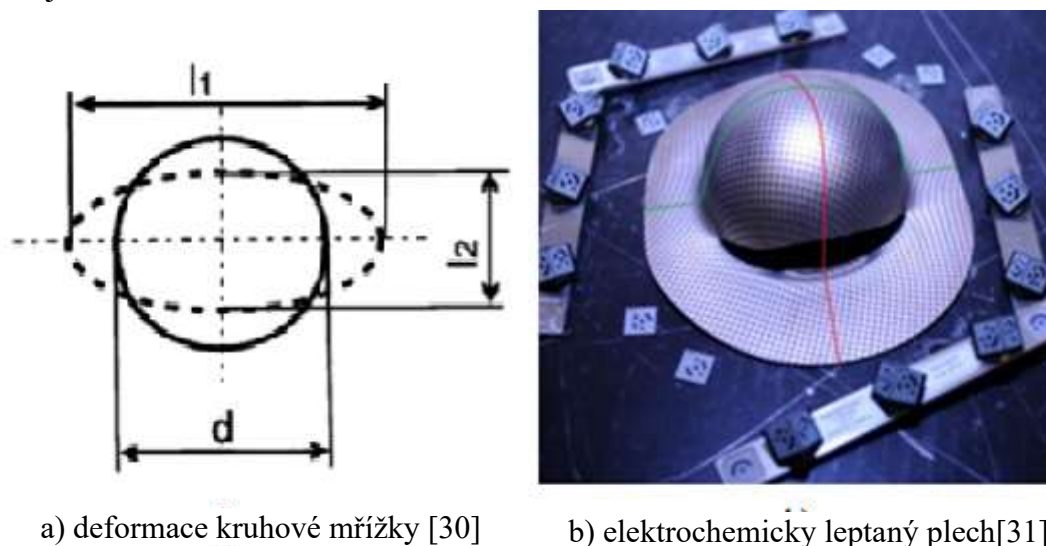 l1
l2
d
a) deformace kruhové mřížky [30]
b) elektrochemicky leptaný plech[31]